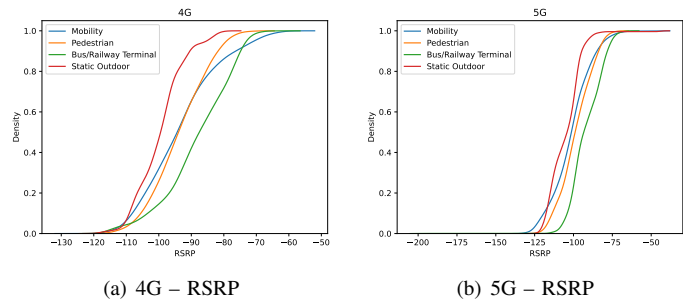 4G
Mobility
Pedestrian
Bus/Railway Terminal
Static Outdoor
Density
1.0
0.8
0.6
0.4
0.2
0.0
−130 −120 −110 −100 −90 −80 −70 −60 −50
RSRP
(a) 4G – RSRP
5G
Mobility
Pedestrian
Bus/Railway Terminal
Static Outdoor
Density
1.0
0.8
0.6
0.4
0.2
0.0
−200 −175 −150 −125 −100 −75 −50
RSRP
(b) 5G – RSRP